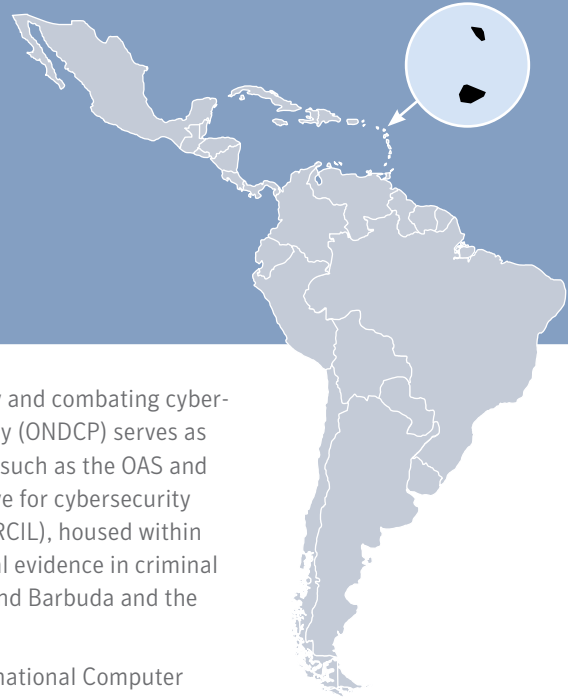 y and combating cyber-
y (ONDCP) serves as
such as the OAS and
e for cybersecurity
RCIL), housed within
al evidence in criminal
nd Barbuda and the
national Computer